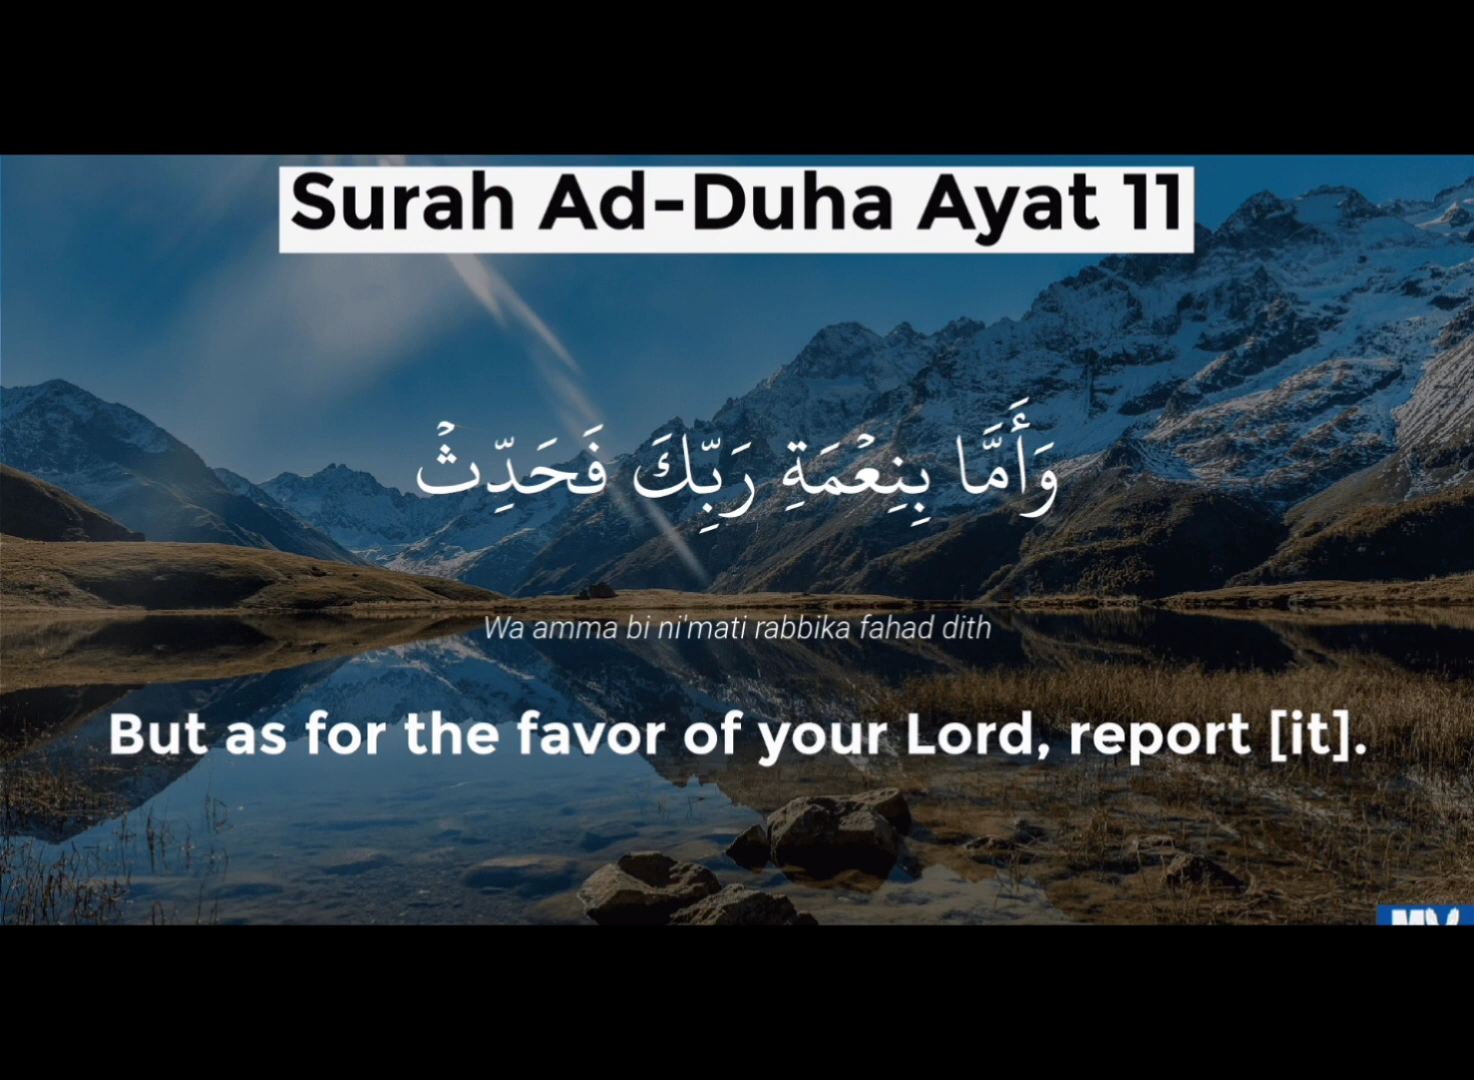 Surah Ad-Duha Ayat 11
وَأَمَّا بِنِعۡمَةِ رَبِّكَ فَحَدِّثۡ
Wa amma bi ni'mati rabbika fahad dith
But as for the favor of your Lord, report [it].